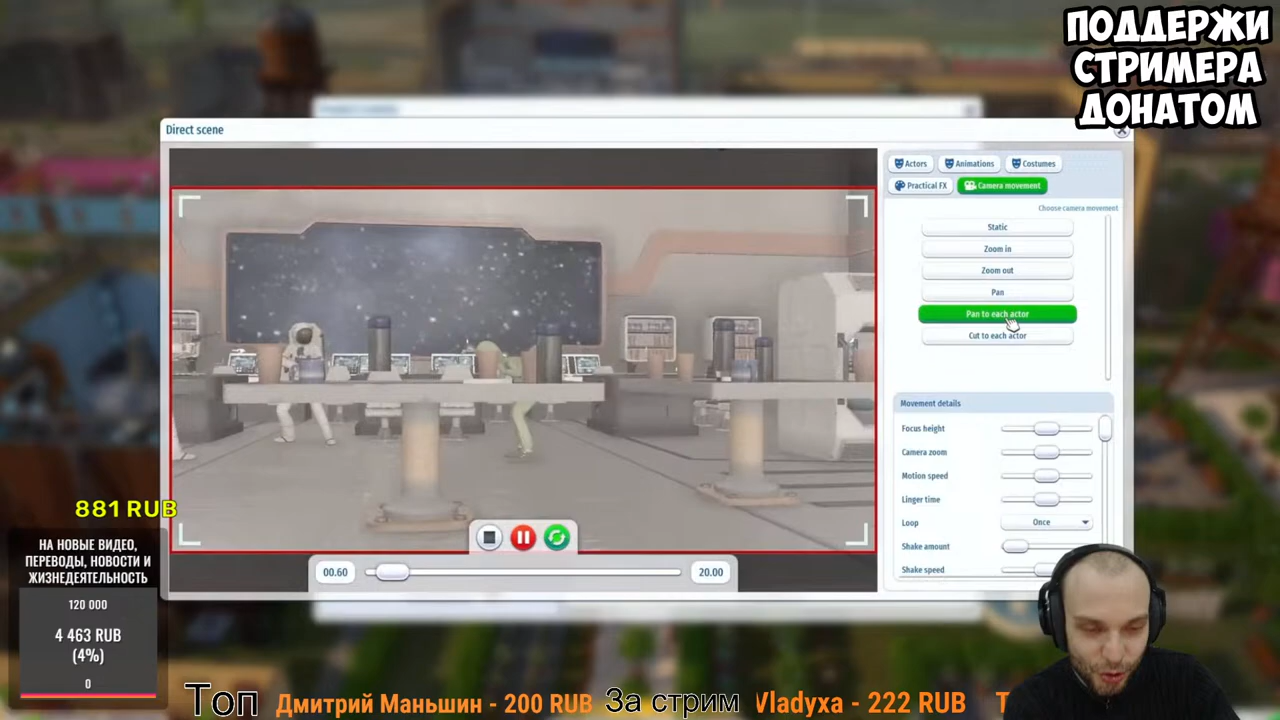 ПОДДЕРЖИ
СТРИМЕРА
ДОНАТОМ
Direct scene
Actors
Animations
Costumes
Practical FX
Camera movement
Choose camera movement
Static
Zoom in
Zoom out
Pan
Pan to each actor
Cut to each actor
Movement details
Focus height
Camera zoom
Motion speed
Linger time
Loop
Once
Shake amount
Shake speed
00.60
20.00
881 RUB
НА НОВЫЕ ВИДЕО,
ПЕРЕВОДЫ, НОВОСТИ И
ЖИЗНЕДЕЯТЕЛЬНОСТЬ
120 000
4 463 RUB
(4%)
0
Топ Дмитрий Маньшин - 200 RUB За стрим Vladyxa - 222 RUB Т